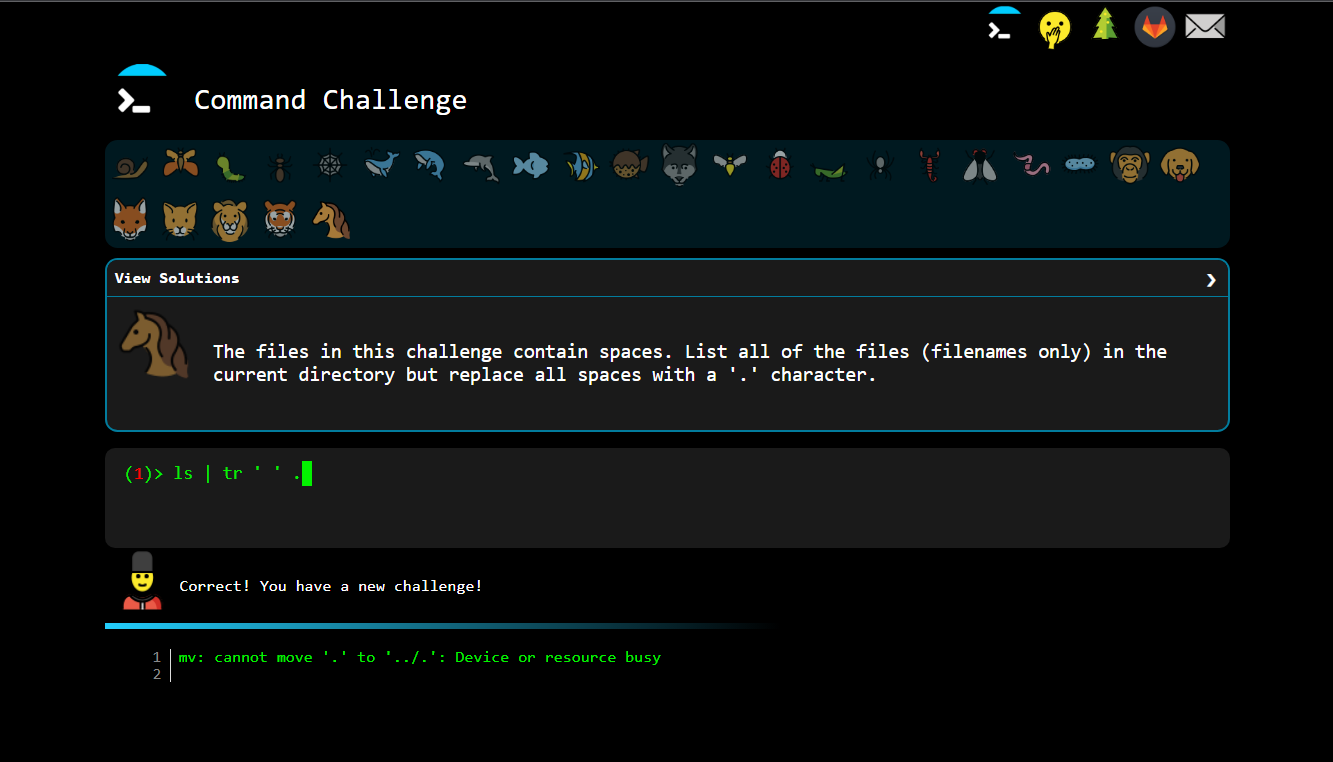 Command Challenge
View Solutions
The files in this challenge contain spaces. List all of the files (filenames only) in the
current directory but replace all spaces with a '.' character.
(1)> ls | tr ' ' .
Correct! You have a new challenge!
1 mv: cannot move '.' to '../.': Device or resource busy
2